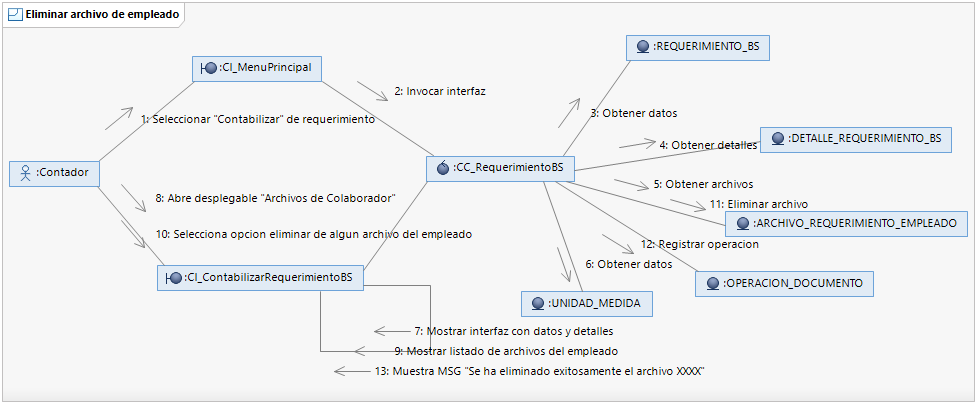 Eliminar archivo de empleado
:REQUERIMIENTO_BS
:CI_MenuPrincipal
2: Invocar interfaz
3: Obtener datos
1: Seleccionar "Contabilizar" de requerimiento
:DETALLE_REQUERIMIENTO_BS
4: Obtener detalles
:Contador
:CC_RequerimientoBS
5: Obtener archivos
8: Abre desplegable "Archivos de Colaborador"
11: Eliminar archivo
:ARCHIVO_REQUERIMIENTO_EMPLEADO
10: Selecciona opcion eliminar de algun archivo del empleado
12: Registrar operacion
6: Obtener datos
:CI_ContabilizarRequerimientoBS
:OPERACION_DOCUMENTO
:UNIDAD_MEDIDA
7: Mostrar interfaz con datos y detalles
9: Mostrar listado de archivos del empleado
13: Muestra MSG "Se ha eliminado exitosamente el archivo XXXX"